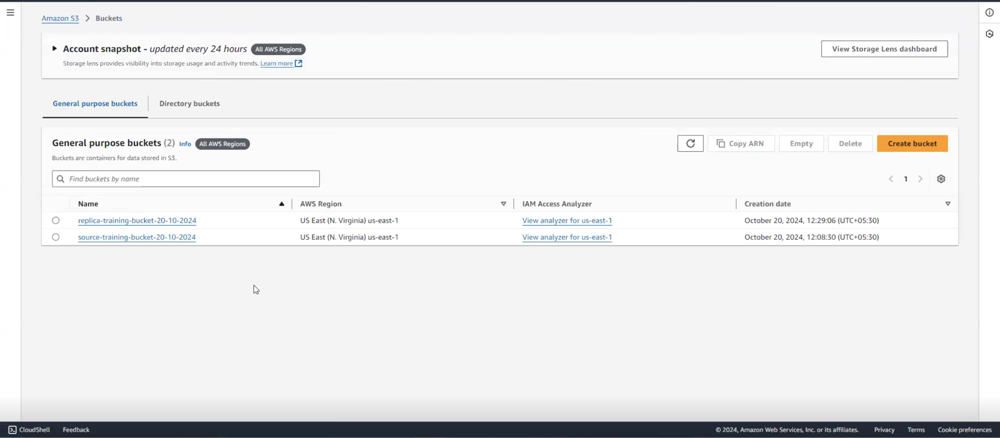 Amazon S3 > Buckets
Account snapshot - updated every 24 hours All AWS Regions
View Storage Lens dashboard
Storage lens provides visibility into storage usage and activity trends. Learn more
General purpose buckets Directory buckets
General purpose buckets (2) Info All AWS Regions
Copy ARN Empty Delete Create bucket
Buckets are containers for data stored in S3.
Find buckets by name
1
Name AWS Region IAM Access Analyzer Creation date
replica-training-bucket-20-10-2024 US East (N. Virginia) us-east-1 View analyzer for us-east-1 October 20, 2024, 12:29:06 (UTC+05:30)
source-training-bucket-20-10-2024 US East (N. Virginia) us-east-1 View analyzer for us-east-1 October 20, 2024, 12:08:30 (UTC+05:30)
CloudShell Feedback © 2024, Amazon Web Services, Inc. or its affiliates. Privacy Terms Cookie preferences